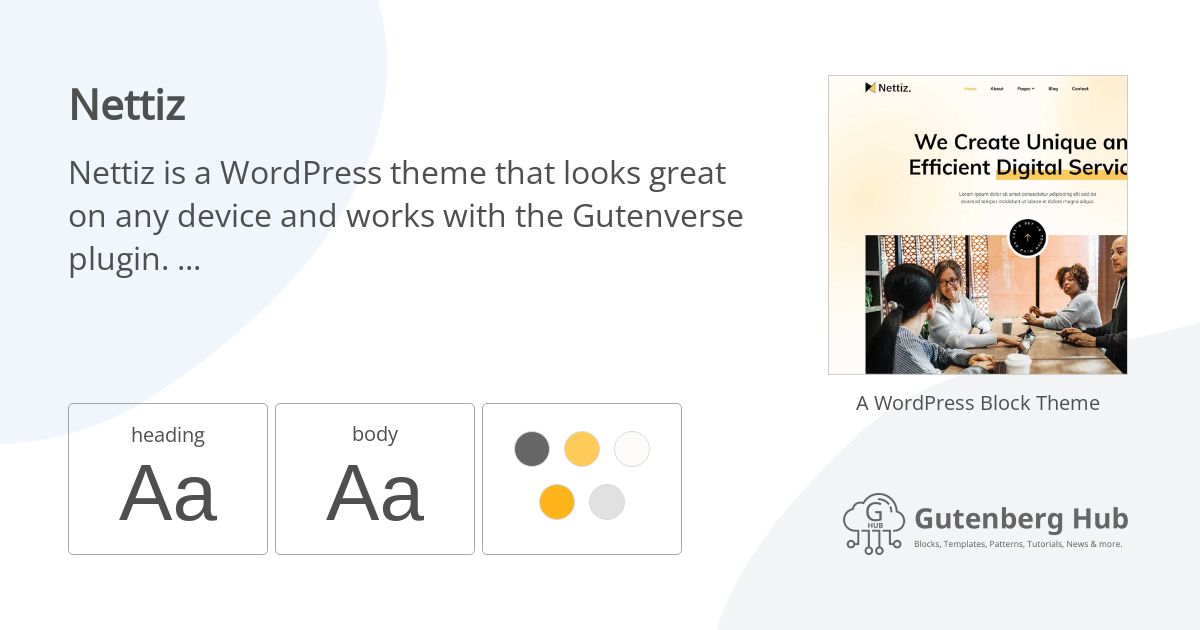 Nettiz
Nettiz is a WordPress theme that looks great
on any device and works with the Gutenverse
plugin. ...
heading
Aa
body
Aa
Nettiz.
Home About Pages Blog Contact
We Create Unique an
Efficient Digital Servic
Lorem ipsum dolor sit amet consectetur adipiscing elit sed do
eiusmod tempor incididunt ut labore et dolore magna aliqua.
A WordPress Block Theme
G
HUB
Gutenberg Hub
Blocks, Templates, Patterns, Tutorials, News & more.